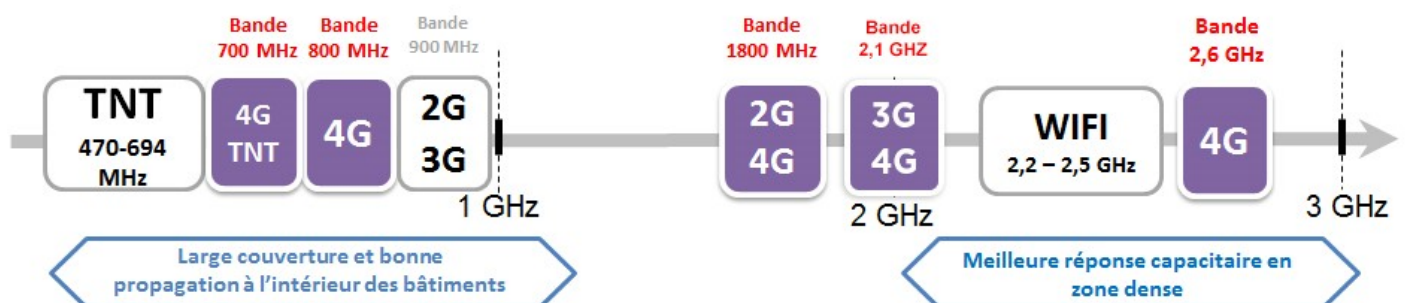 Bande
700 MHz
Bande
800 MHz
Bande
900 MHz
Bande
1800 MHz
Bande
2,1 GHZ
Bande
2,6 GHz
TNT
470-694
MHz
4G
TNT
4G
2G
3G
2G
4G
3G
4G
WIFI
2,2 – 2,5 GHz
4G
1 GHz
2 GHz
3 GHz
Large couverture et bonne
propagation à l'intérieur des bâtiments
Meilleure réponse capacitaire en
zone dense